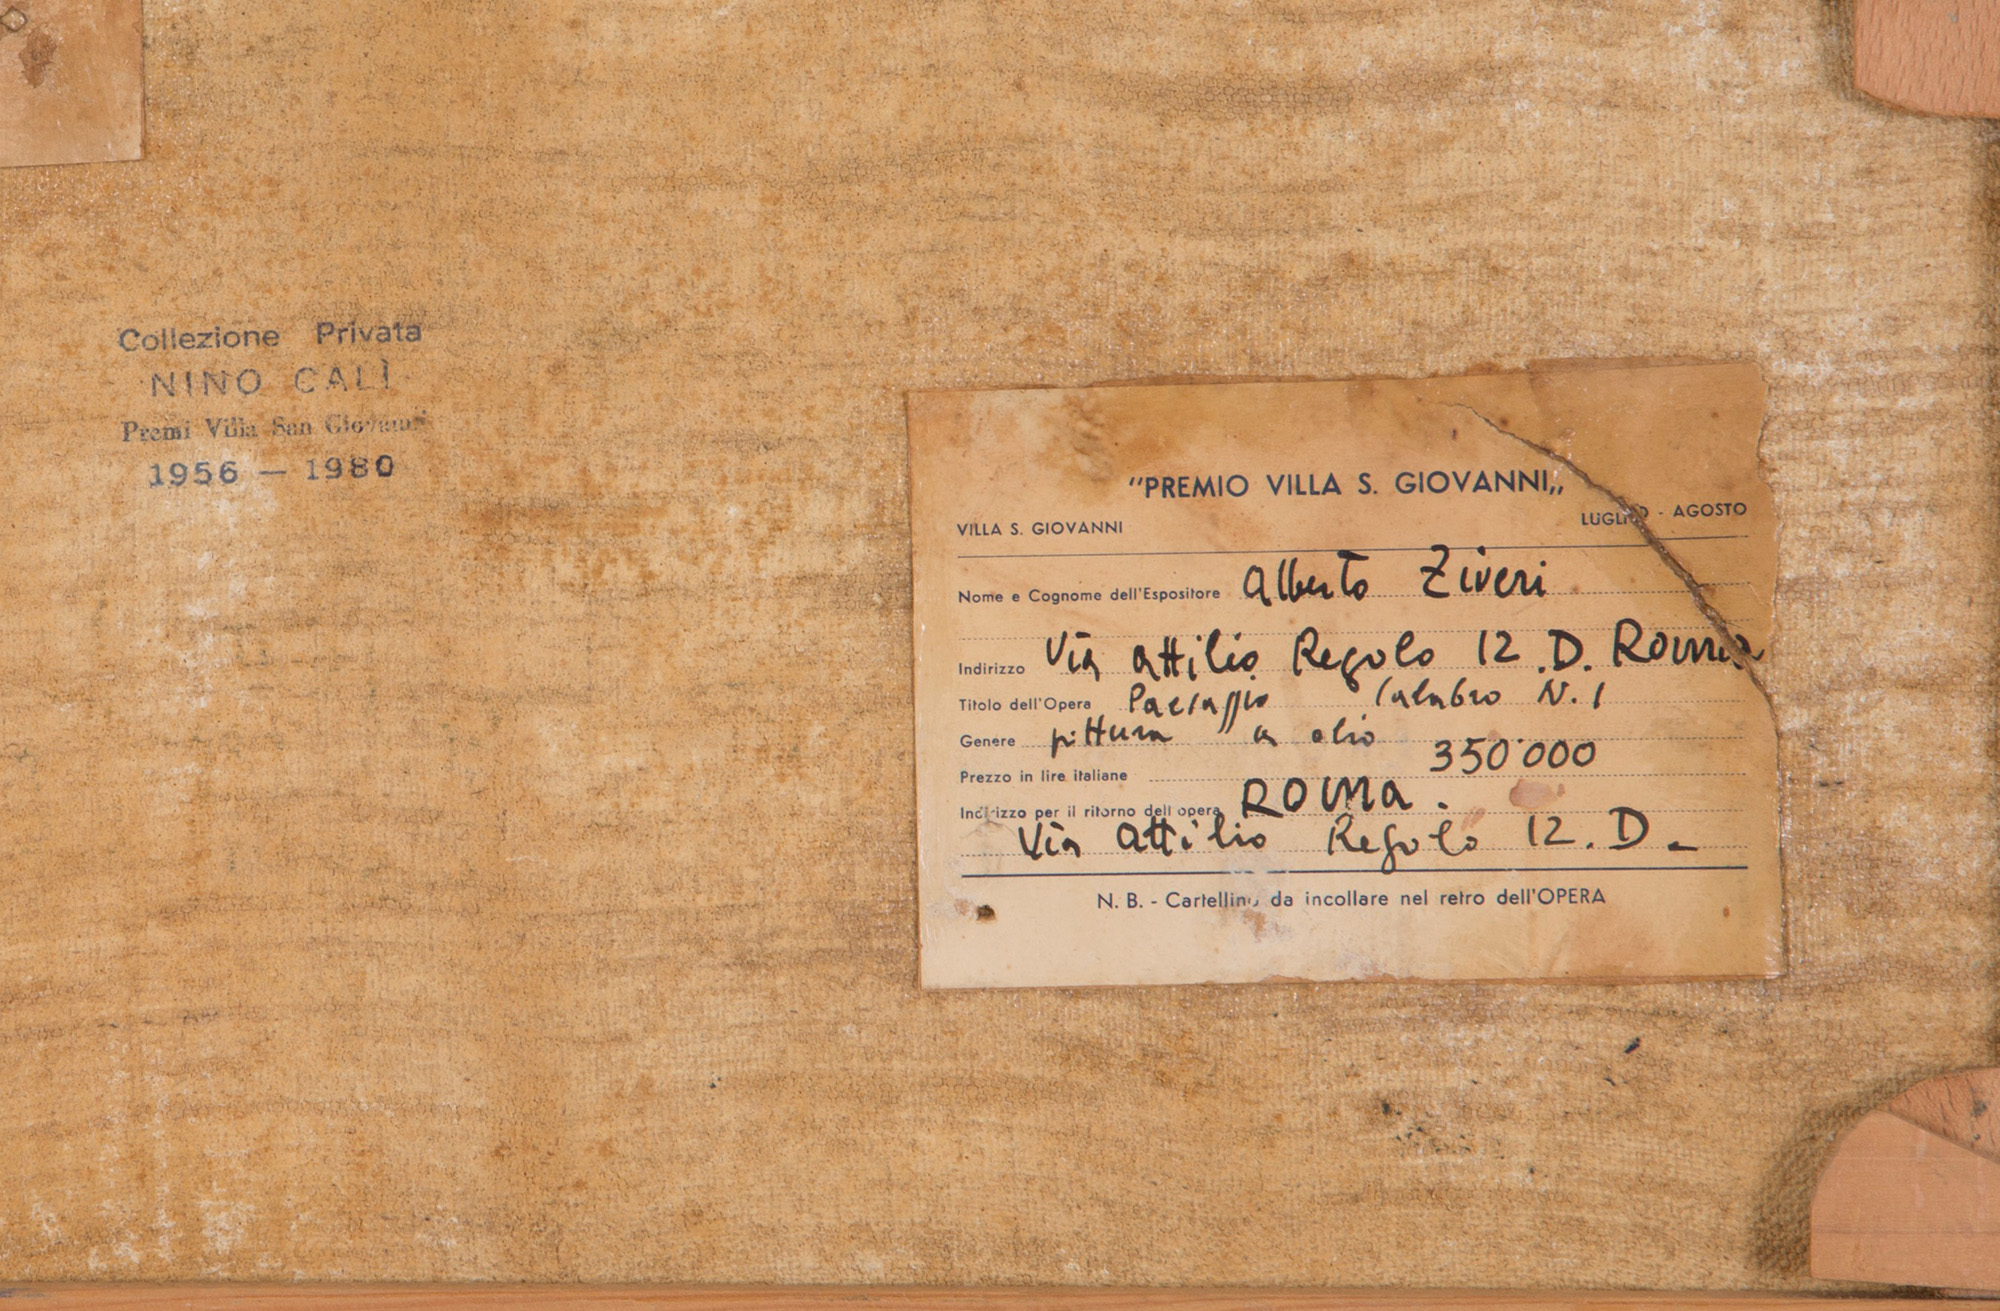 Collezione Privata
NINO CALÌ
Premi Villa San Giovanni
1956 — 1980
"PREMIO VILLA S. GIOVANNI„
VILLA S. GIOVANNI
LUGLIO - AGOSTO
Nome e Cognome dell'Espositore Alberto Ziveri
Indirizzo Via Attilio Regolo 12.D. Roma
Titolo dell'Opera Paesaggio Calabro N.1
Genere pittura a olio
Prezzo in lire italiane 350'000
Indirizzo per il ritorno dell'opera ROMA.
Via Attilio Regolo 12.D-
N. B. - Cartellino da incollare nel retro dell'OPERA